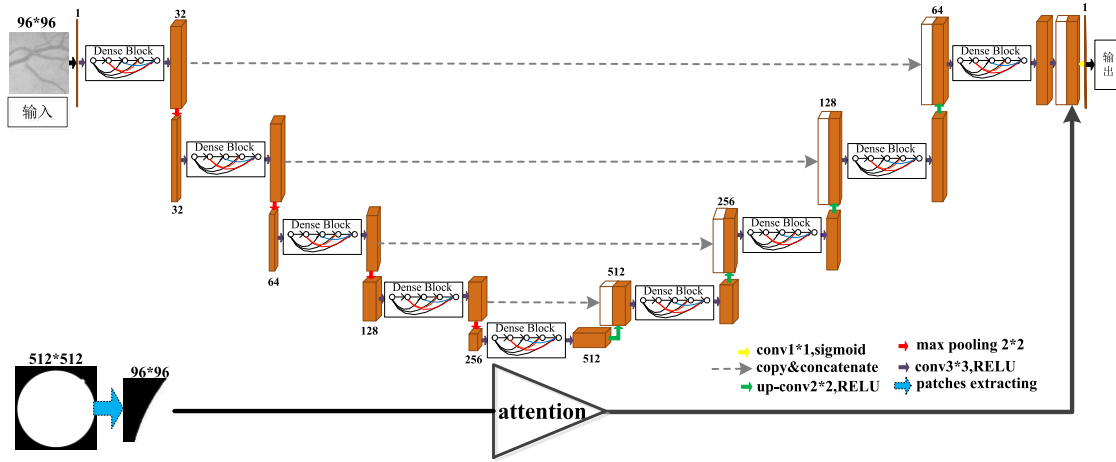 96*96
1
32
64
1
Dense Block
Dense Block
输入
输出
128
Dense Block
Dense Block
32
256
Dense Block
Dense Block
64
512
Dense Block
Dense Block
128
Dense Block
256
512
conv1*1,sigmoid
max pooling 2*2
copy&concatenate
conv3*3,RELU
up-conv2*2,RELU
patches extracting
512*512
96*96
attention